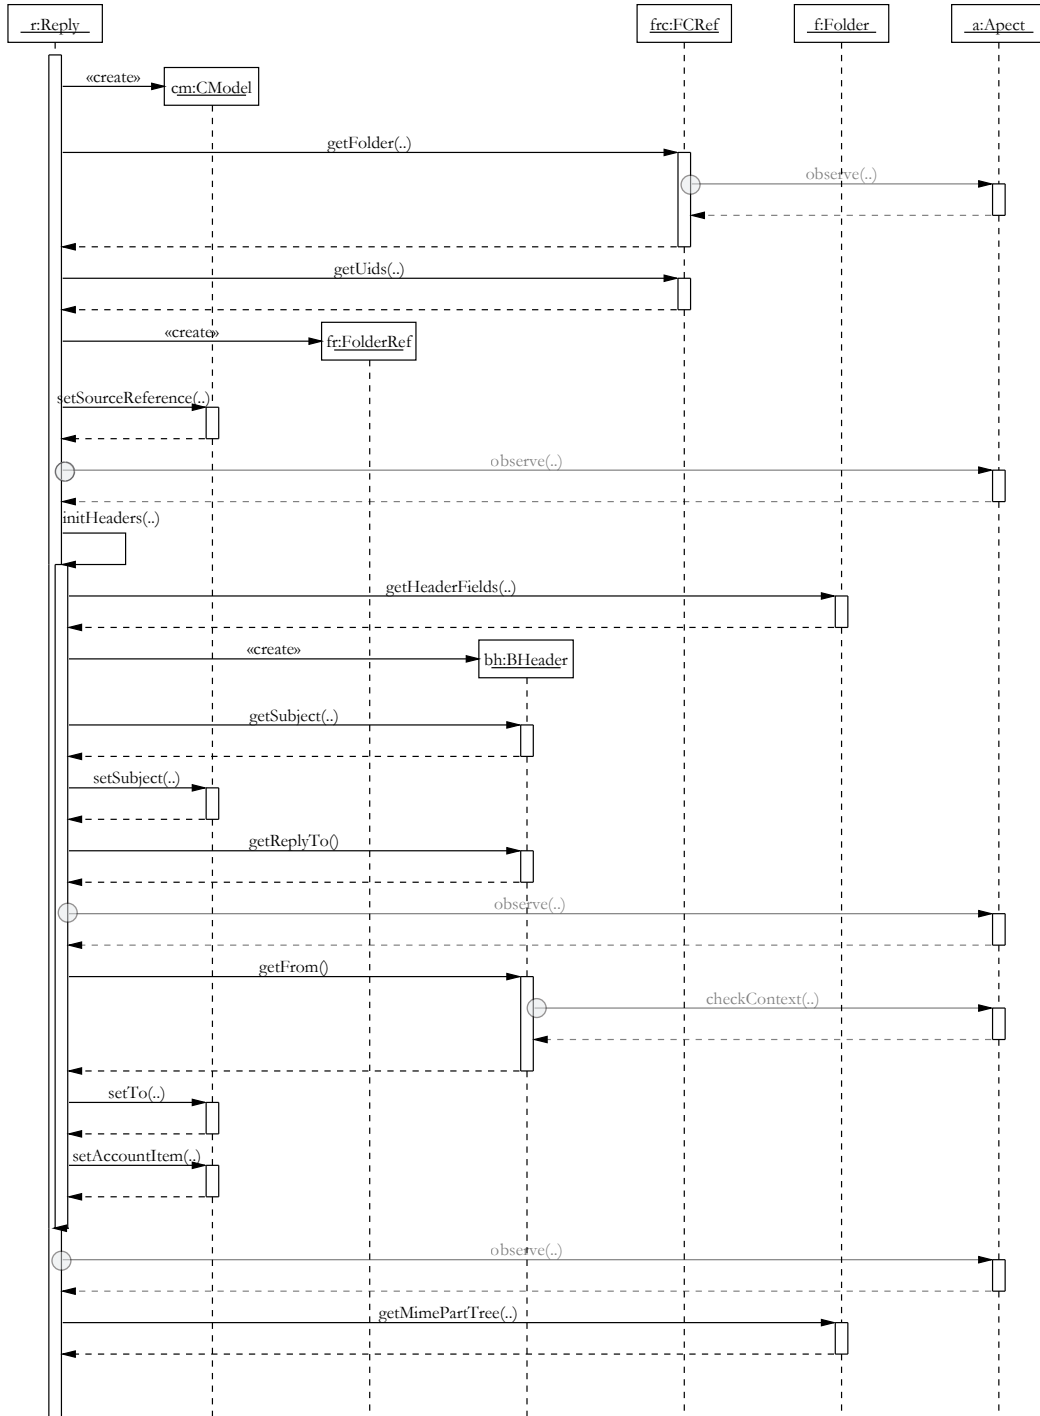 r:Reply
frc:FCRef
f:Folder
a:Apect
«create»
cm:CModel
getFolder(..)
observe(..)
getUids(..)
«create»
fr:FolderRef
setSourceReference(..)
observe(..)
initHeaders(..)
getHeaderFields(..)
«create»
bh:BHeader
getSubject(..)
setSubject(..)
getReplyTo()
observe(..)
getFrom()
checkContext(..)
setTo(..)
setAccountItem(..)
observe(..)
getMimePartTree(..)